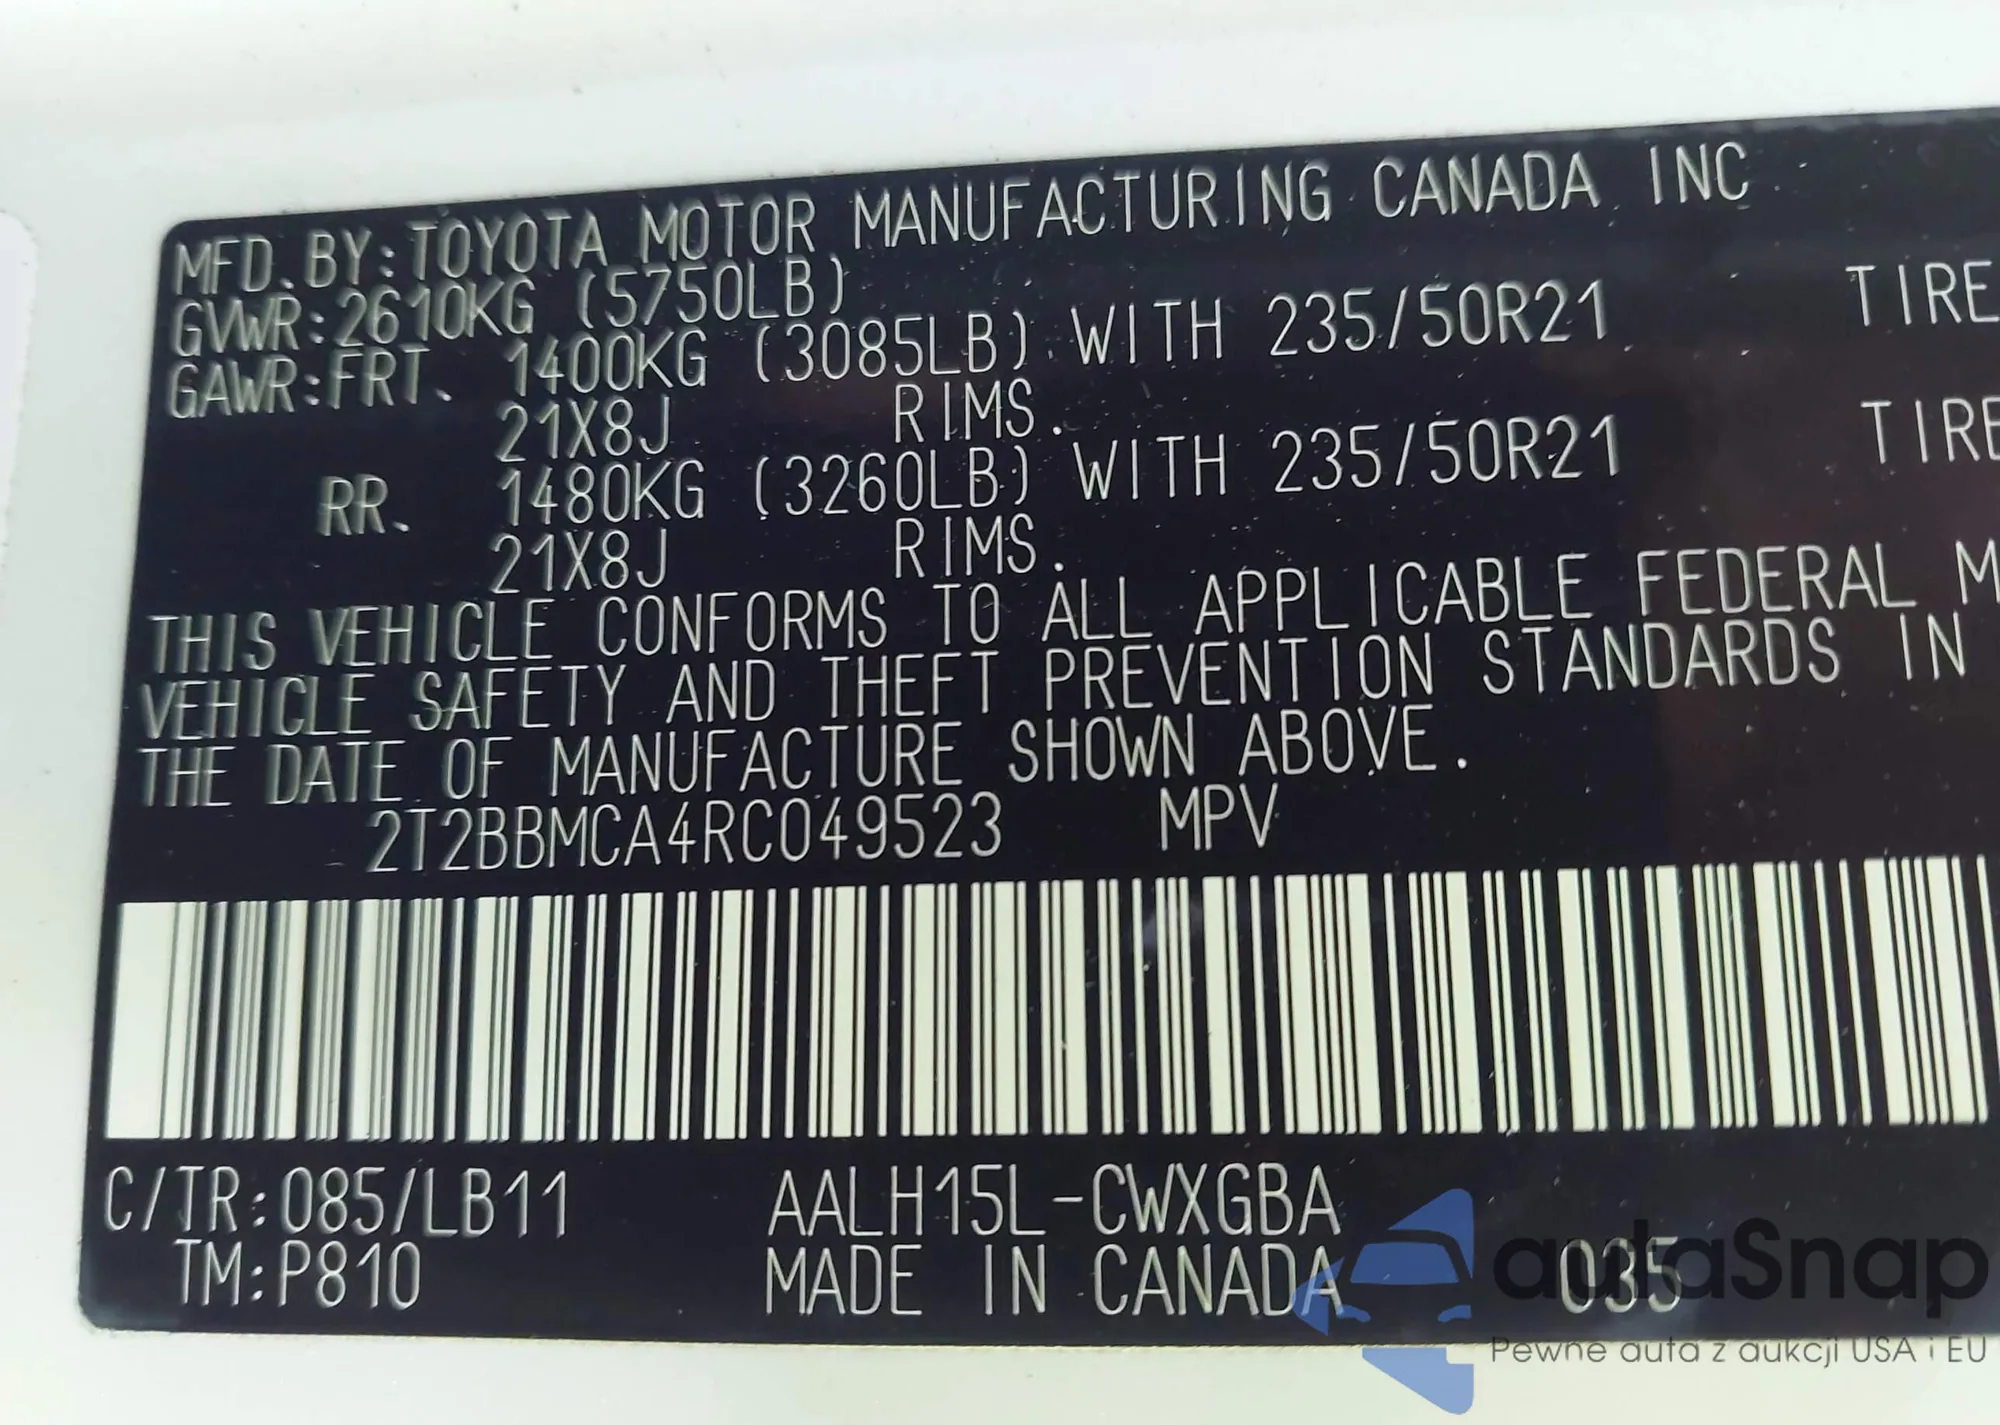 MFD.BY:TOYOTA MOTOR MANUFACTURING CANADA INC
GVWR:2610KG (5750LB)
GAWR:FRT. 1400KG (3085LB) WITH 235/50R21 TIRE
21X8J RIMS.
RR. 1480KG (3260LB) WITH 235/50R21 TIRE
21X8J RIMS.
THIS VEHICLE CONFORMS TO ALL APPLICABLE FEDERAL M
VEHICLE SAFETY AND THEFT PREVENTION STANDARDS IN
THE DATE OF MANUFACTURE SHOWN ABOVE.
2T2BBMCA4RC049523 MPV
C/TR:085/LB11 AALH15L-CWXGBA
TM:P810 MADE IN CANADA 035
autaSnap
Pewne auta z aukcji USA i EU